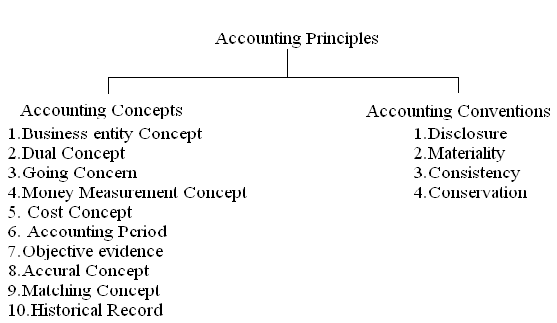 Accounting Principles
Accounting Concepts
1.Business entity Concept
2.Dual Concept
3.Going Concern
4.Money Measurement Concept
5. Cost Concept
6. Accounting Period
7.Objective evidence
8.Accural Concept
9.Matching Concept
10.Historical Record
Accounting Conventions
1.Disclosure
2.Materiality
3.Consistency
4.Conservation